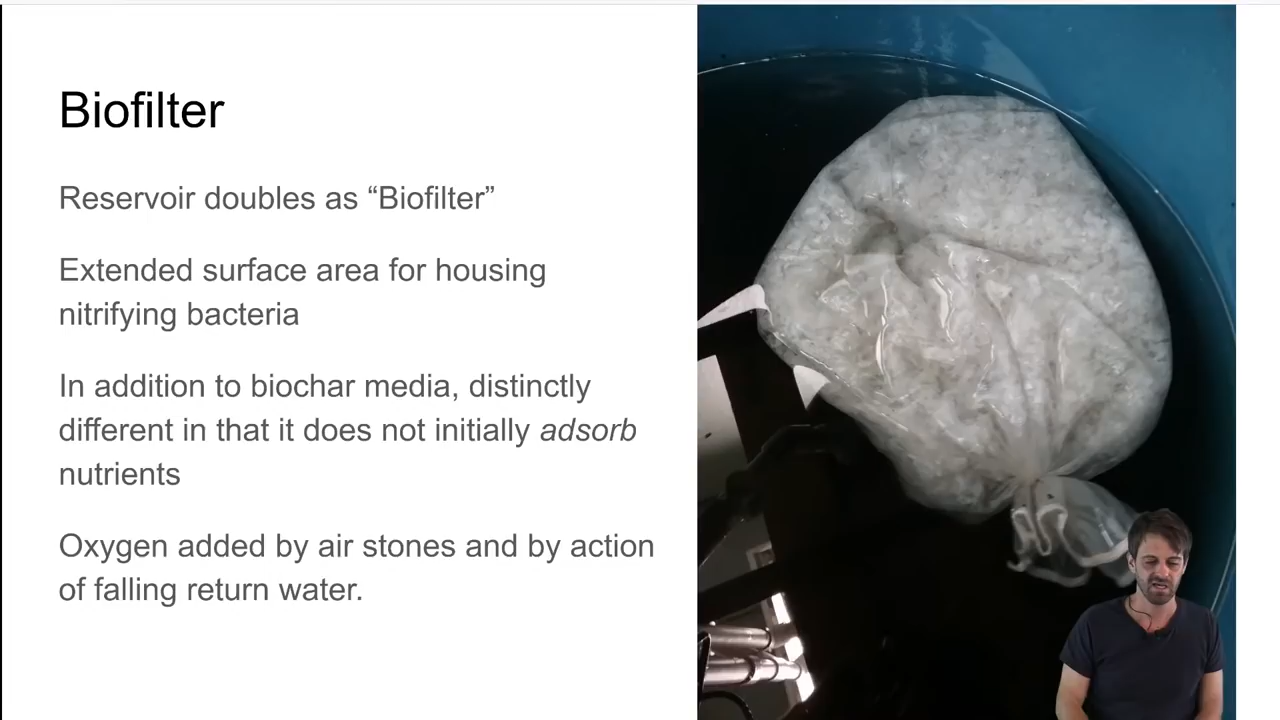 Biofilter
Reservoir doubles as “Biofilter”
Extended surface area for housing
nitrifying bacteria
In addition to biochar media, distinctly
different in that it does not initially adsorb
nutrients
Oxygen added by air stones and by action
of falling return water.